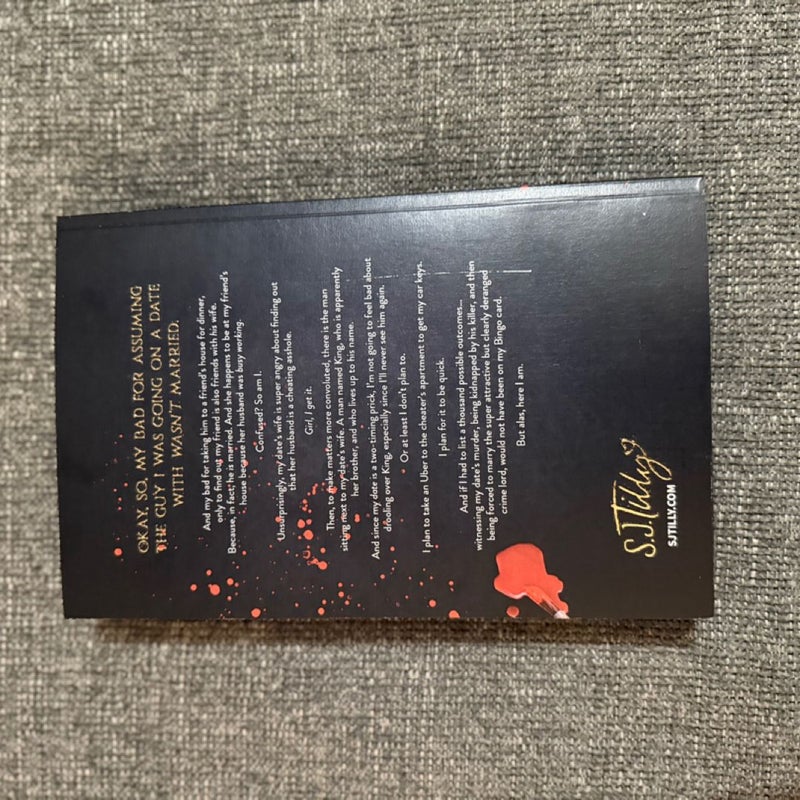 OKAY, SO, MY BAD FOR ASSUMING
THE GUY I WAS GOING ON A DATE
WITH WASN'T MARRIED.
And my bad for taking him to a friend's house for dinner,
only to find out my friend is also friends with his wife.
Because, in fact, he is married. And she happens to be at my friend's
house because her husband was busy working.
Confused? So am I.
Unsurprisingly, my date's wife is super angry about finding out
that her husband is a cheating asshole.
Girl, I get it.
Then, to make matters more convoluted, there is the man
sitting next to my date's wife. A man named King, who is apparently
her brother, and who lives up to his name.
And since my date is a two-timing prick, I'm not going to feel bad about
drooling over King, especially since I'll never see him again.
Or at least I don't plan to.
I plan to take an Uber to the cheater's apartment to get my car keys.
I plan for it to be quick.
And if I had to list a thousand possible outcomes...
witnessing my date's murder, being kidnapped by his killer, and then
being forced to marry the super attractive but clearly deranged
crime lord, would not have been on my Bingo card.
But alas, here I am.
S.J. Tilly
SJTILLY.COM